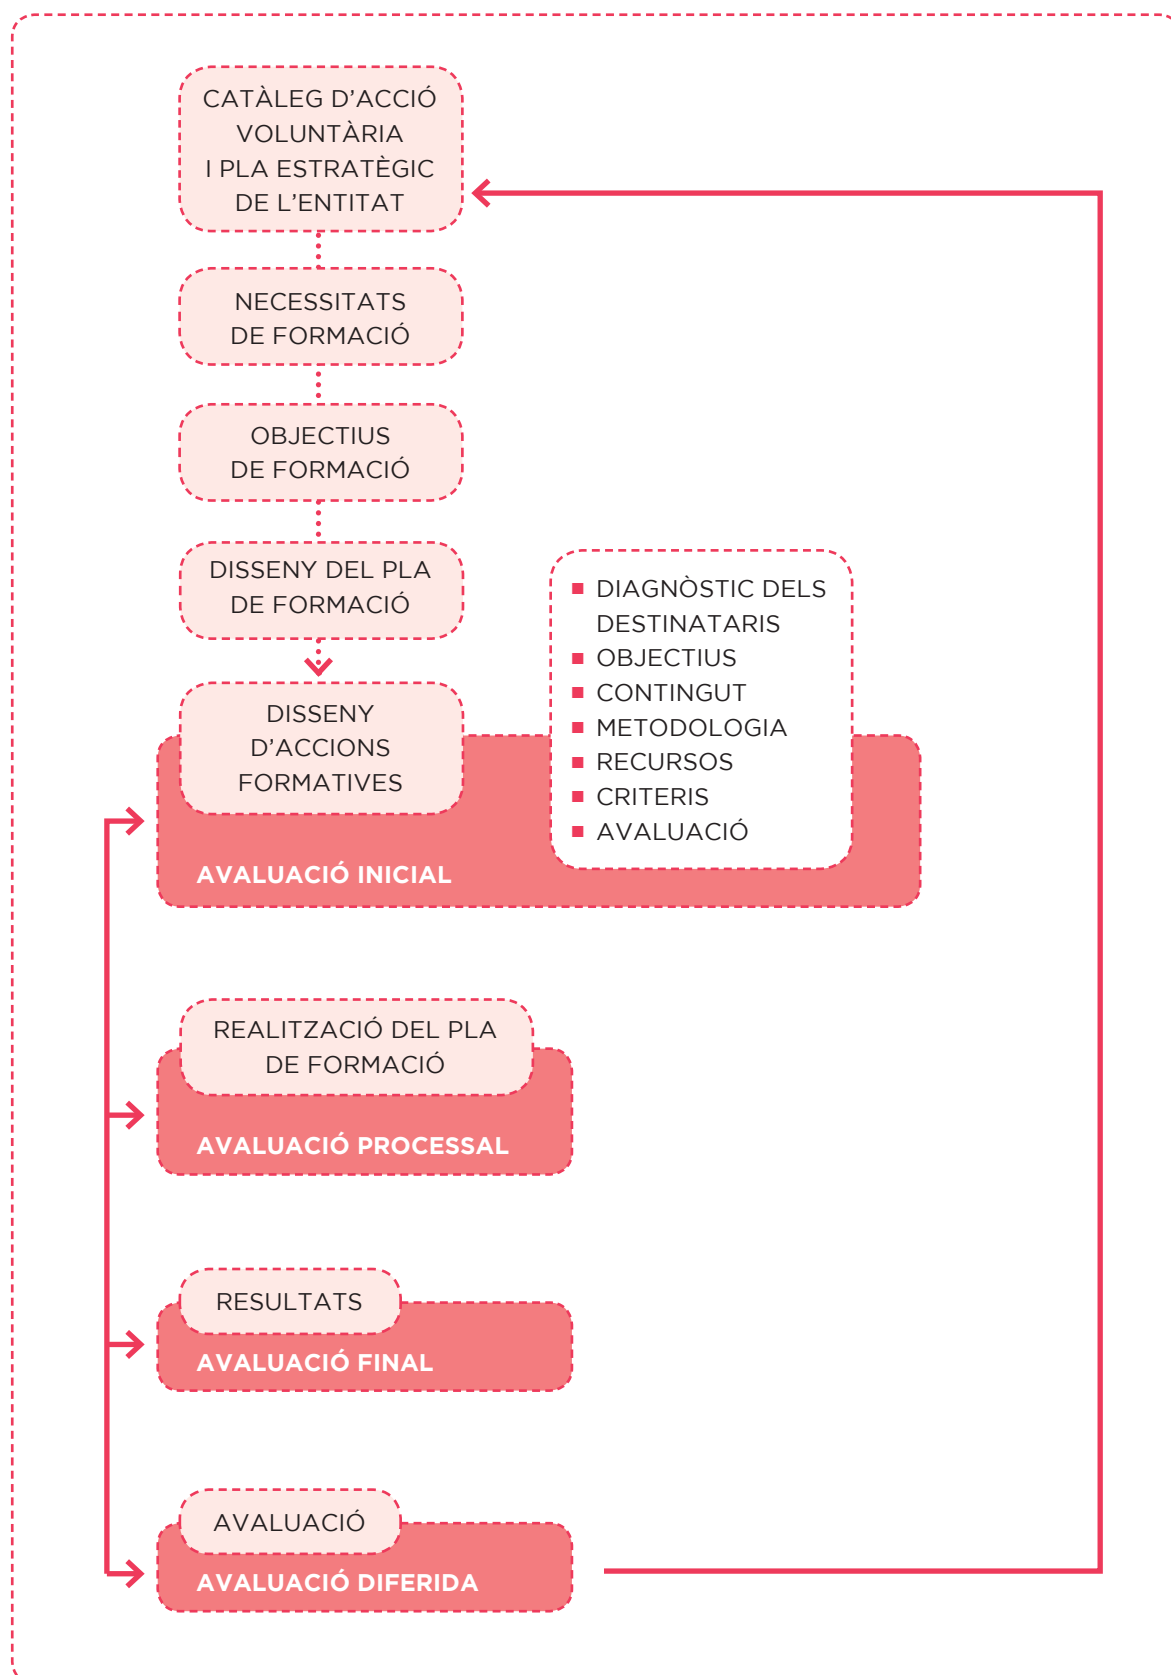 CATÀLEG D’ACCIÓ
VOLUNTÀRIA
I PLA ESTRATÈGIC
DE L’ENTITAT
NECESSITATS
DE FORMACIÓ
OBJECTIUS
DE FORMACIÓ
DISSENY DEL PLA
DE FORMACIÓ
DISSENY
D’ACCIONS
FORMATIVES
DIAGNÒSTIC DELS
DESTINATARIS
OBJECTIUS
CONTINGUT
METODOLOGIA
RECURSOS
CRITERIS
AVALUACIÓ
AVALUACIÓ INICIAL
REALITZACIÓ DEL PLA
DE FORMACIÓ
AVALUACIÓ PROCESSAL
RESULTATS
AVALUACIÓ FINAL
AVALUACIÓ
AVALUACIÓ DIFERIDA